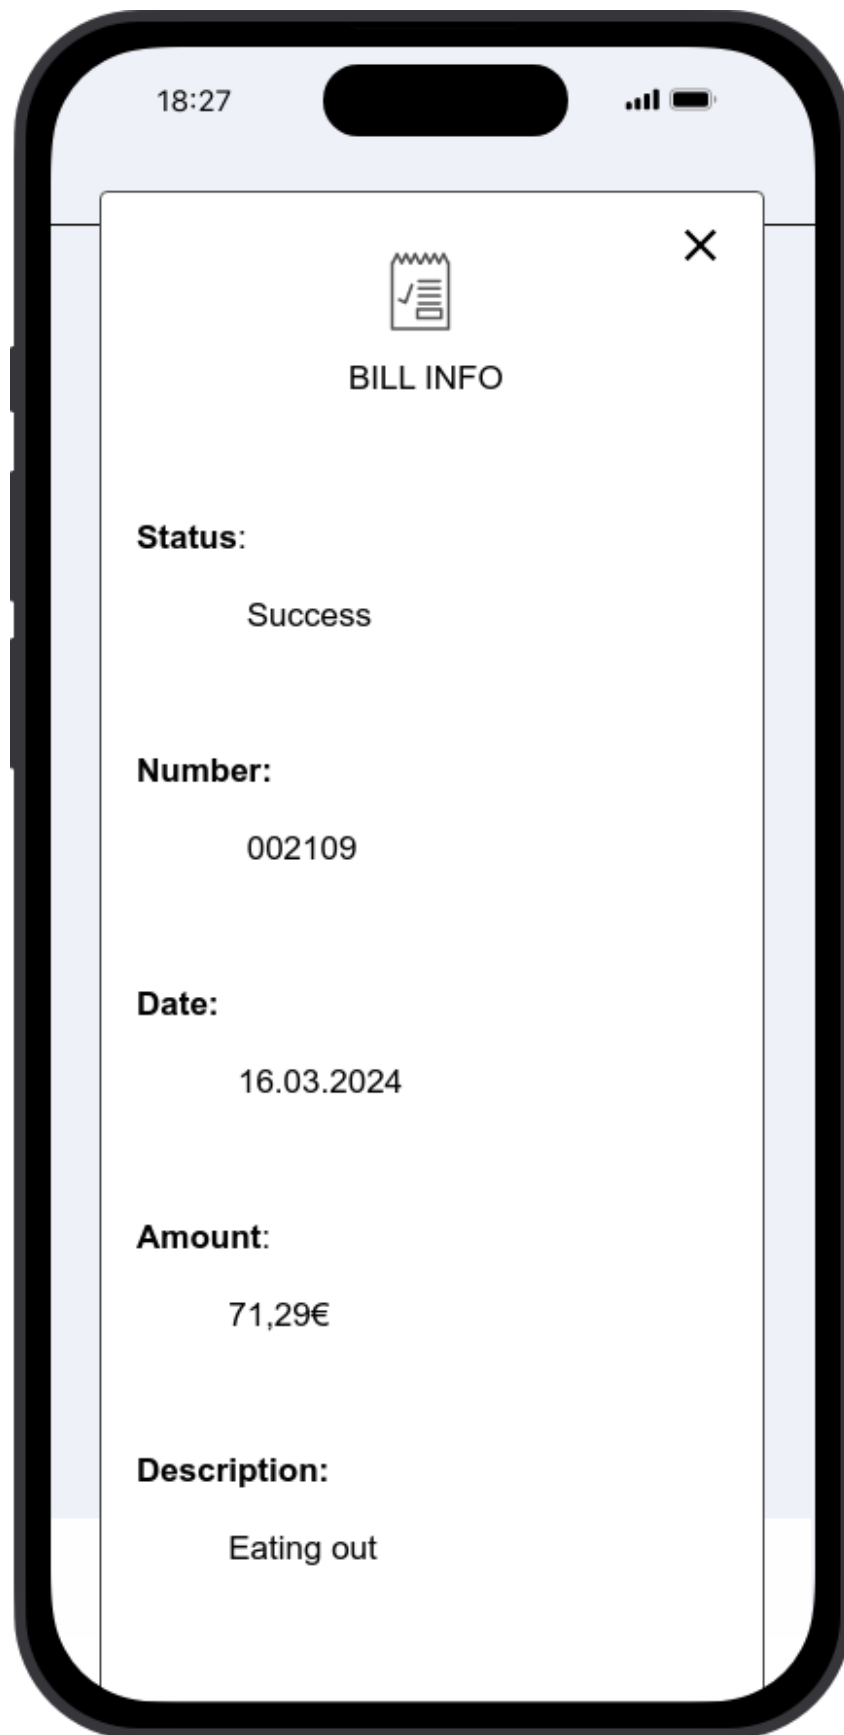 18:27
BILL INFO
Status:
Success
Number:
002109
Date:
16.03.2024
Amount:
71,29€
Description:
Eating out